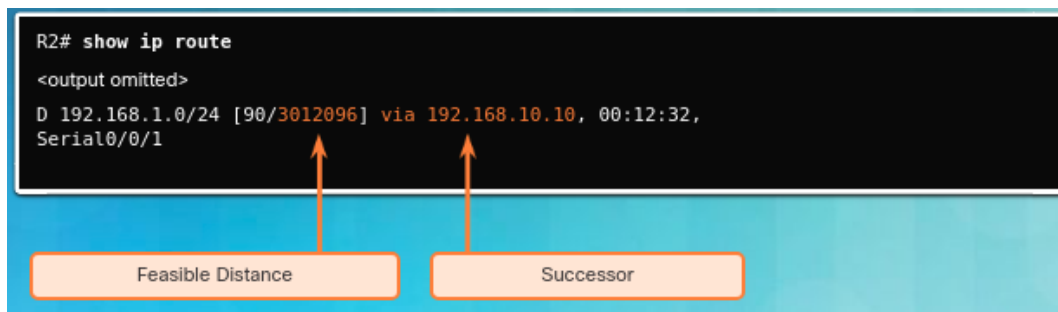 R2# show ip route
<output omitted>
D 192.168.1.0/24 [90/3012096] via 192.168.10.10, 00:12:32,
Serial0/0/1
Feasible Distance
Successor